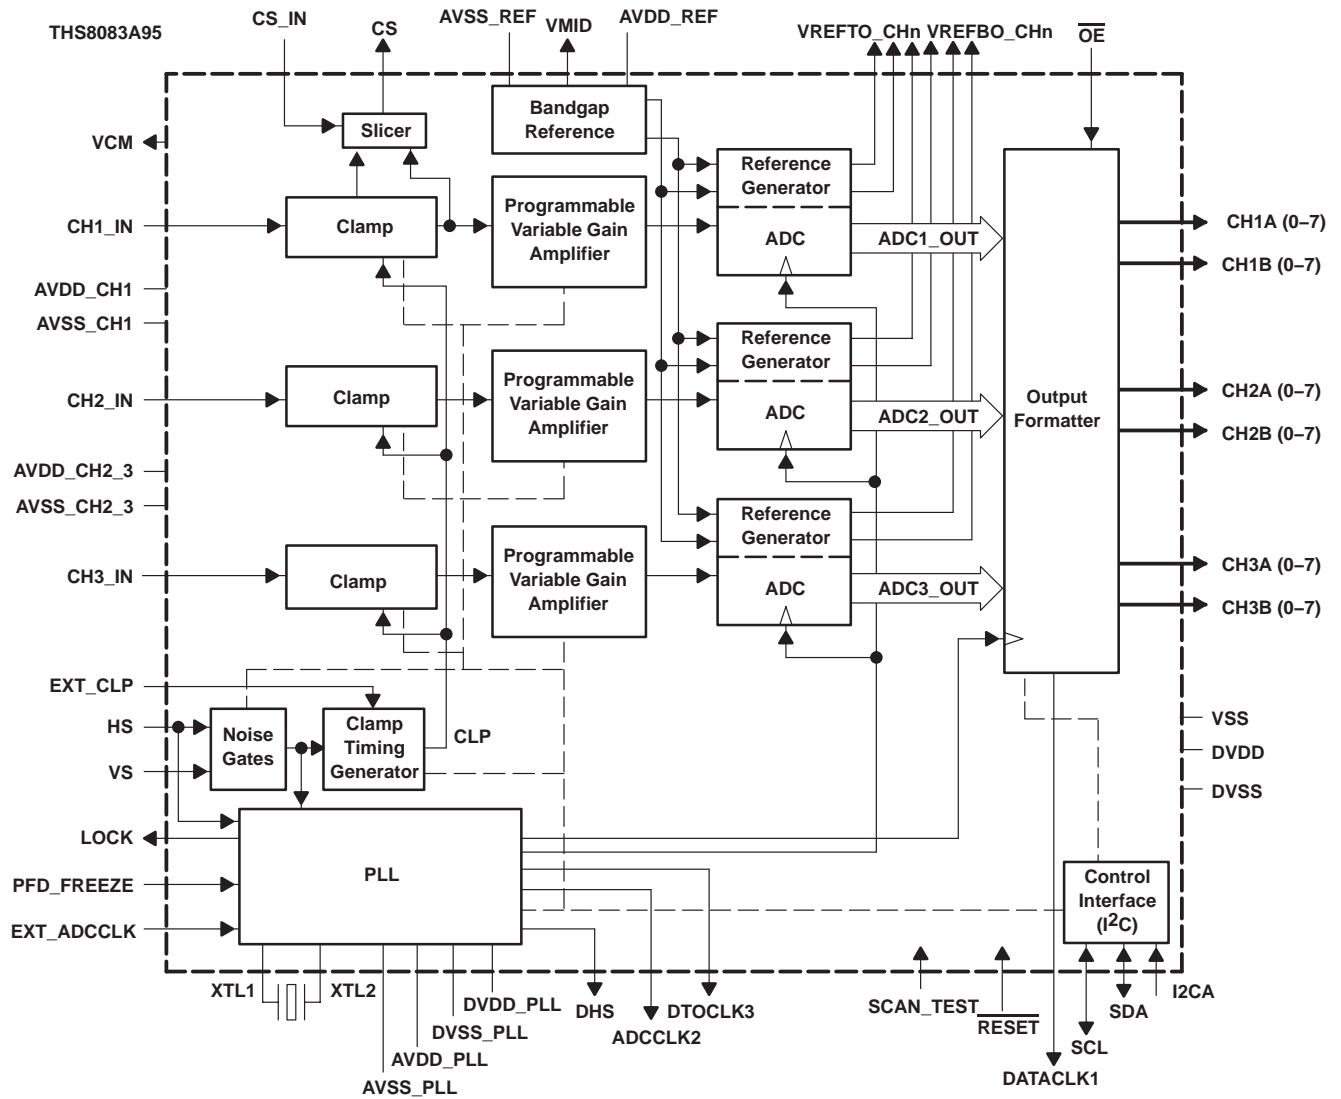 THS8083A95
CS_IN
CS
AVSS_REF
VMID
AVDD_REF
VREFTO_CHn
VREFBO_CHn
OE
VCM
Slicer
Bandgap
Reference
Reference
Generator
CH1_IN
Clamp
Programmable
Variable Gain
Amplifier
ADC
ADC1_OUT
CH1A (0–7)
CH1B (0–7)
AVDD_CH1
AVSS_CH1
Reference
Generator
CH2_IN
Clamp
Programmable
Variable Gain
Amplifier
ADC
ADC2_OUT
Output
Formatter
CH2A (0–7)
CH2B (0–7)
AVDD_CH2_3
AVSS_CH2_3
Reference
Generator
CH3_IN
Clamp
Programmable
Variable Gain
Amplifier
ADC
ADC3_OUT
CH3A (0–7)
CH3B (0–7)
EXT_CLP
HS
VS
Noise
Gates
Clamp
Timing
Generator
CLP
VSS
DVDD
DVSS
LOCK
PFD_FREEZE
EXT_ADCCLK
PLL
Control
Interface
(I2C)
XTL1
XTL2
DVDD_PLL
DVSS_PLL
AVDD_PLL
AVSS_PLL
DHS
ADCCLK2
DTOCLK3
SCAN_TEST
RESET
DATACLK1
SCL
SDA
I2CA